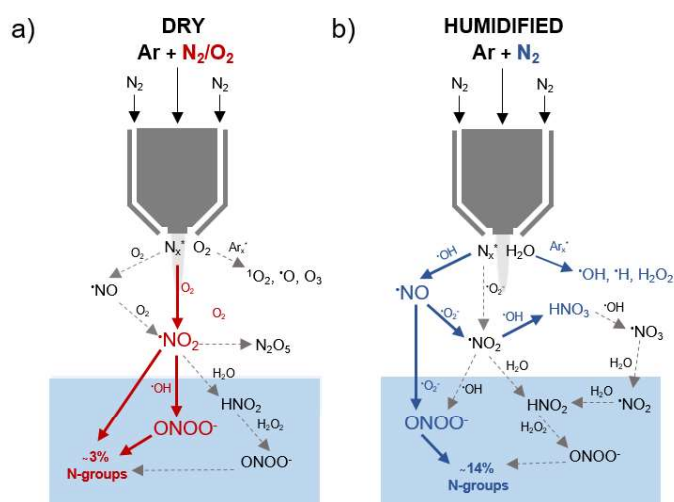 a)
DRY
Ar + N₂/O₂
N₂
N₂
Nₓ* O₂
O₂
Arₓ*
•NO
¹O₂, •O, O₃
O₂
O₂
O₂
•NO₂
N₂O₅
•OH
H₂O
HNO₂
ONOO⁻
H₂O₂
~3%
N-groups
ONOO⁻
b)
HUMIDIFIED
Ar + N₂
N₂
N₂
•OH
Nₓ* H₂O
Arₓ*
•NO
•O₂⁻
•OH, •H, H₂O₂
•O₂⁻
•OH
HNO₃
•OH
•NO₂
•NO₃
H₂O
H₂O
•O₂⁻
•OH
ONOO⁻
HNO₂
H₂O
•NO₂
H₂O₂
ONOO⁻
~14%
N-groups